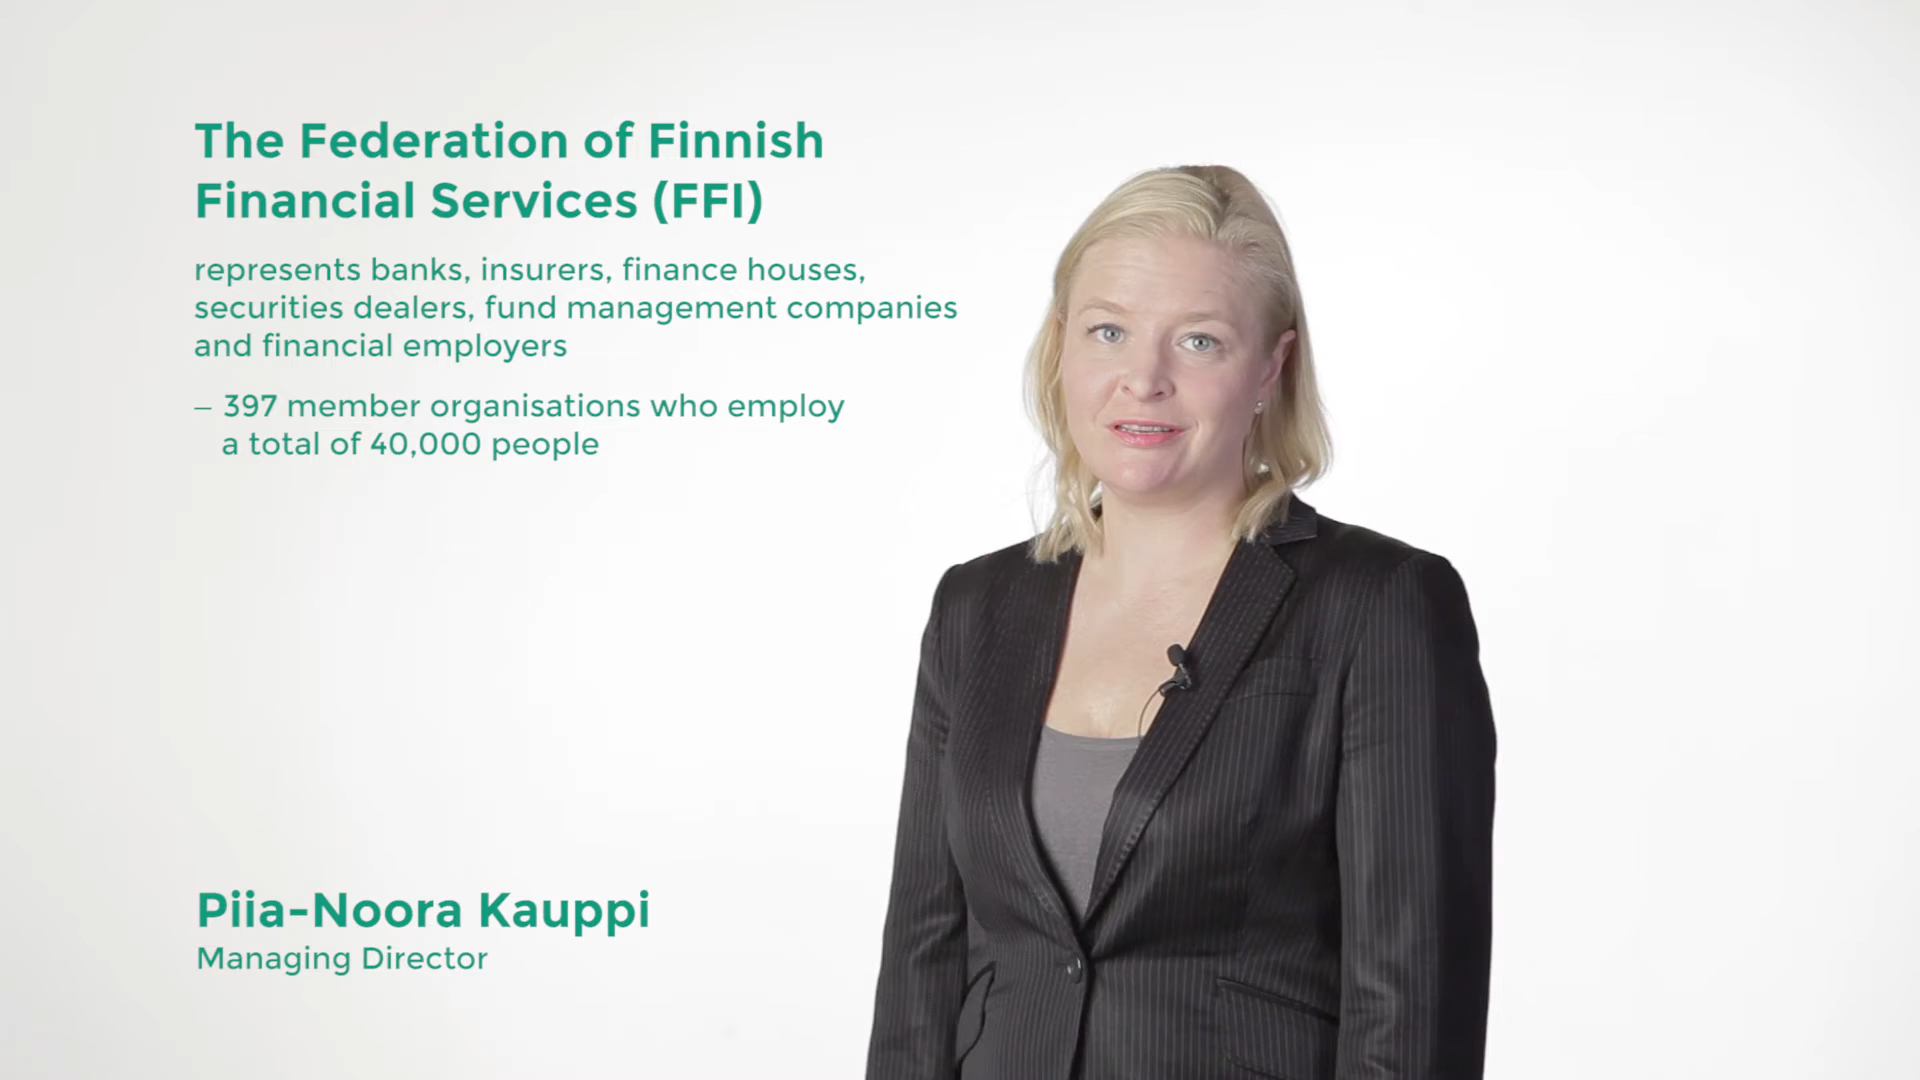 The Federation of Finnish
Financial Services (FFI)
represents banks, insurers, finance houses,
securities dealers, fund management companies
and financial employers
– 397 member organisations who employ
a total of 40,000 people
Piia-Noora Kauppi
Managing Director